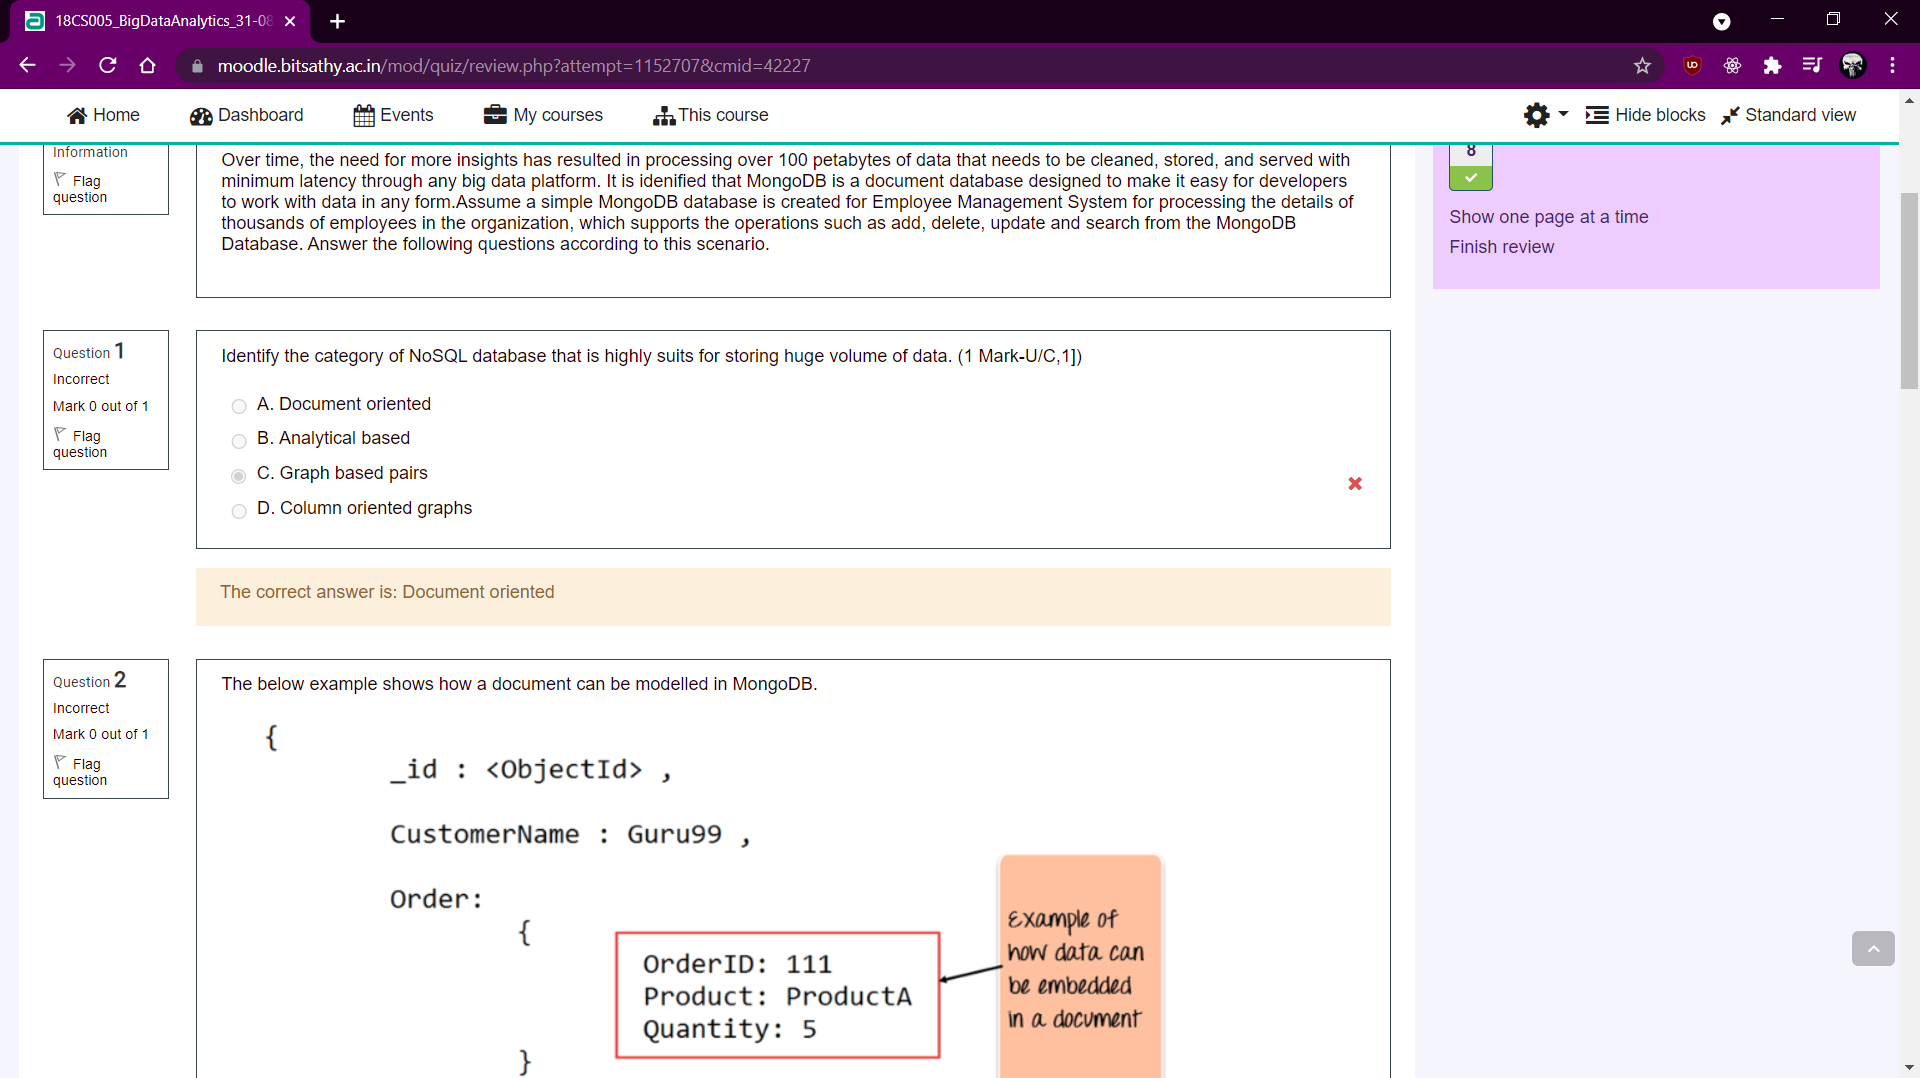 18CS005_BigDataAnalytics_31-08
moodle.bitsathy.ac.in/mod/quiz/review.php?attempt=1152707&cmid=42227
Home Dashboard Events My courses This course Hide blocks Standard view
Information
Flag question
Over time, the need for more insights has resulted in processing over 100 petabytes of data that needs to be cleaned, stored, and served with
minimum latency through any big data platform. It is idenified that MongoDB is a document database designed to make it easy for developers
to work with data in any form.Assume a simple MongoDB database is created for Employee Management System for processing the details of
thousands of employees in the organization, which supports the operations such as add, delete, update and search from the MongoDB
Database. Answer the following questions according to this scenario.
8
Show one page at a time
Finish review
Question 1
Incorrect
Mark 0 out of 1
Flag
question
Identify the category of NoSQL database that is highly suits for storing huge volume of data. (1 Mark-U/C,1])
A. Document oriented
B. Analytical based
C. Graph based pairs
D. Column oriented graphs
The correct answer is: Document oriented
Question 2
Incorrect
Mark 0 out of 1
Flag
question
The below example shows how a document can be modelled in MongoDB.
{
_id : <ObjectId> ,
CustomerName : Guru99 ,
Order:
{
OrderID: 111
Product: ProductA
Quantity: 5
}
Example of
how data can
be embedded
in a document